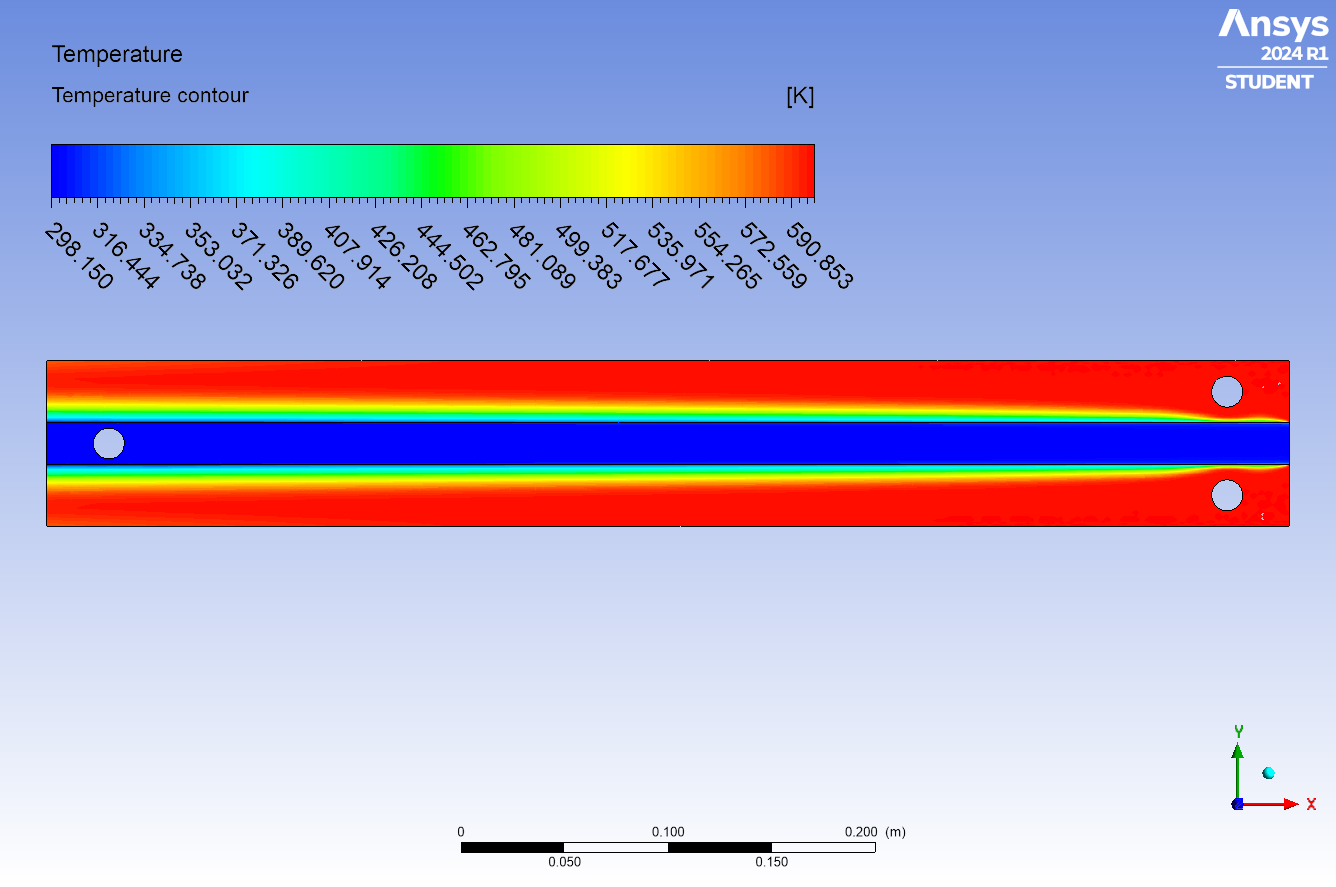 Ansys
2024 R1
STUDENT
Temperature
Temperature contour
[K]
298.150 316.444 334.738 353.032 371.326 389.620 407.914 426.208 444.502 462.795 481.089 499.383 517.677 535.971 554.265 572.559 590.853
Y
X
0 0.100 0.200 (m)
0.050 0.150